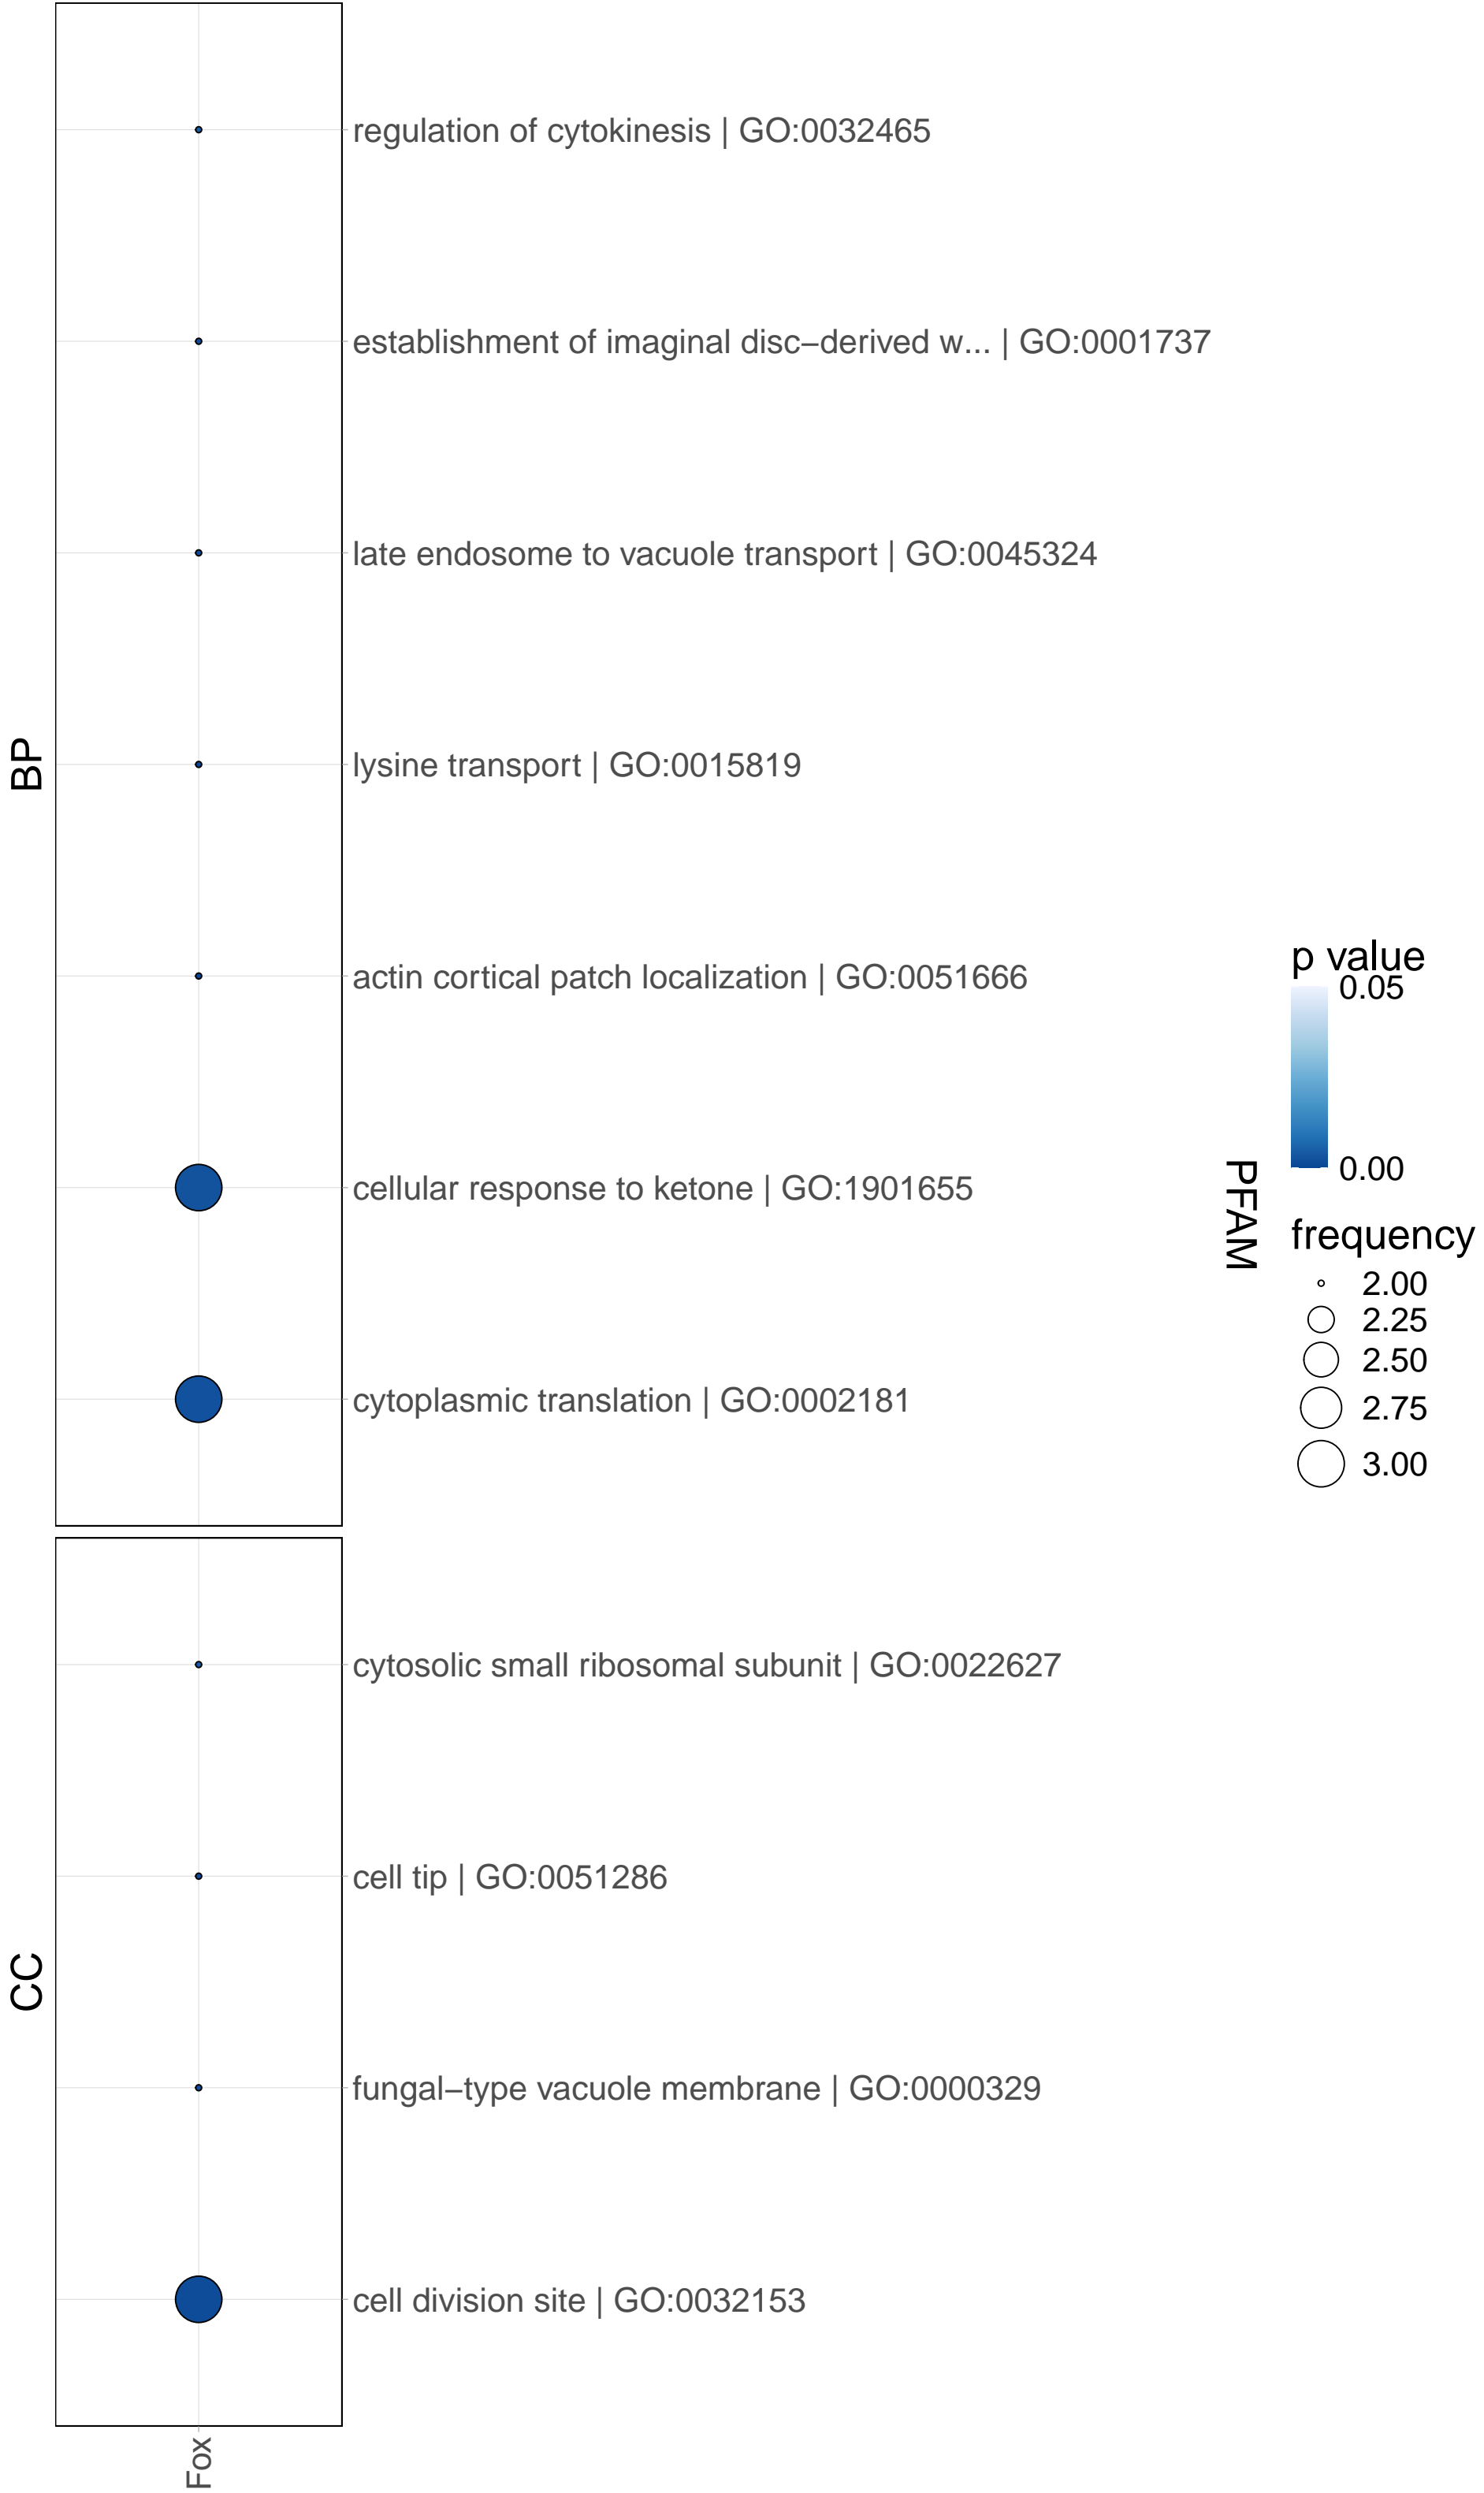 BP
regulation of cytokinesis | GO:0032465
establishment of imaginal disc−derived w... | GO:0001737
late endosome to vacuole transport | GO:0045324
lysine transport | GO:0015819
actin cortical patch localization | GO:0051666
cellular response to ketone | GO:1901655
cytoplasmic translation | GO:0002181
CC
cytosolic small ribosomal subunit | GO:0022627
cell tip | GO:0051286
fungal−type vacuole membrane | GO:0000329
cell division site | GO:0032153
Fox
PFAM
p value
0.05
0.00
frequency
2.00
2.25
2.50
2.75
3.00